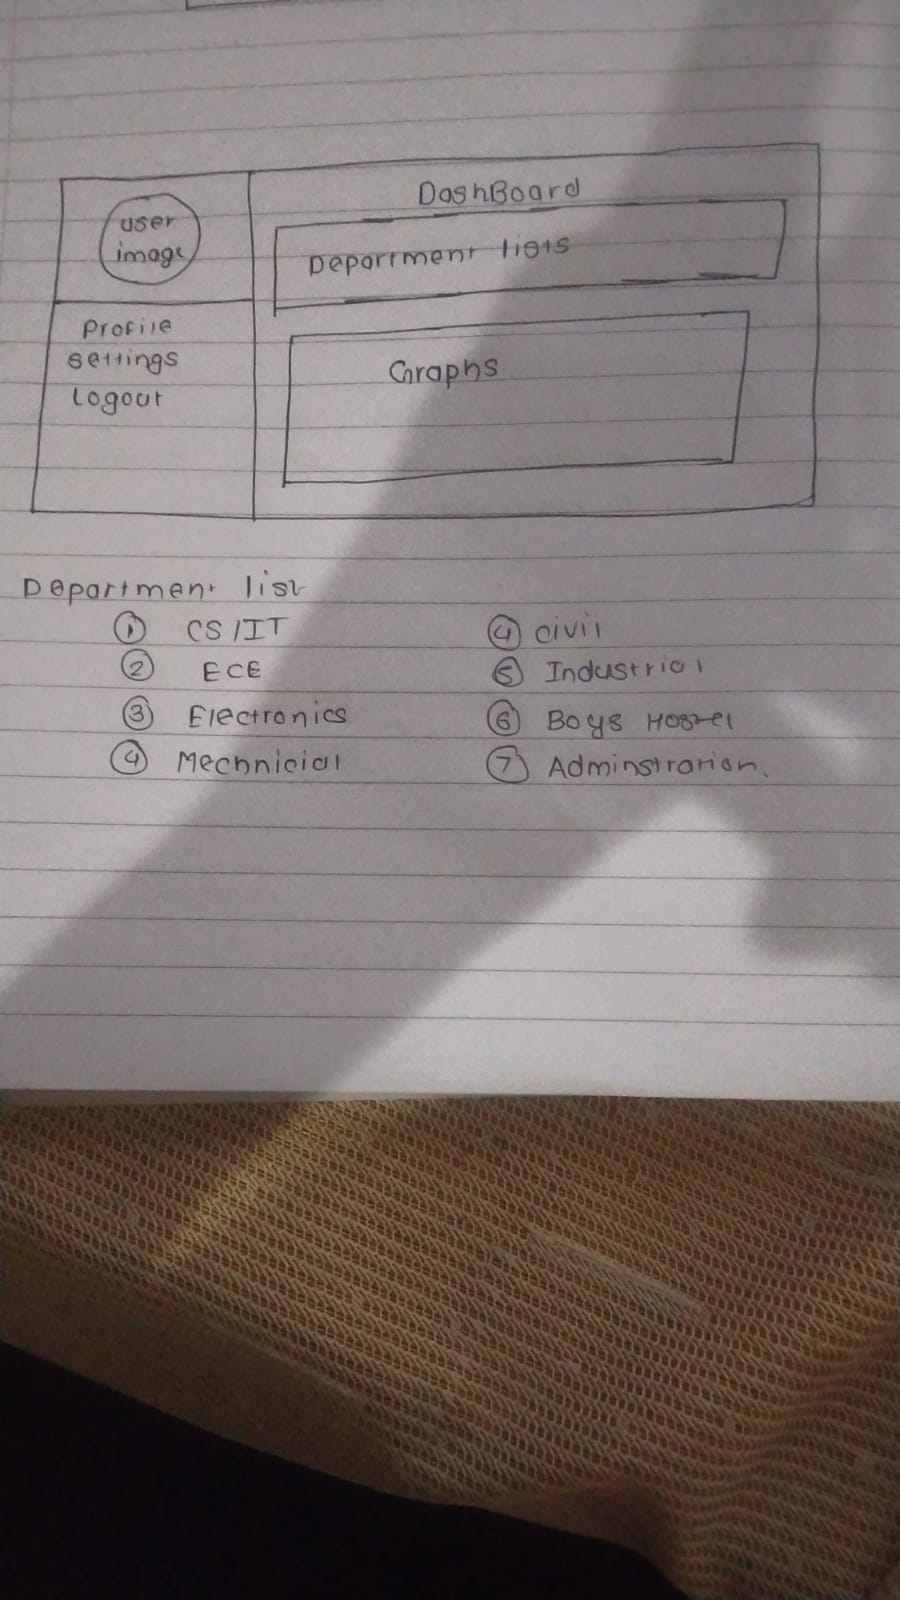 DashBoard
user
image
Department lists
Profile
settings
Logout
Graphs
Department list
① CS/IT
② ECE
③ Electronics
④ Mechnicial
④ civil
⑤ Industrial
⑥ Boys Hostel
⑦ Adminstration.